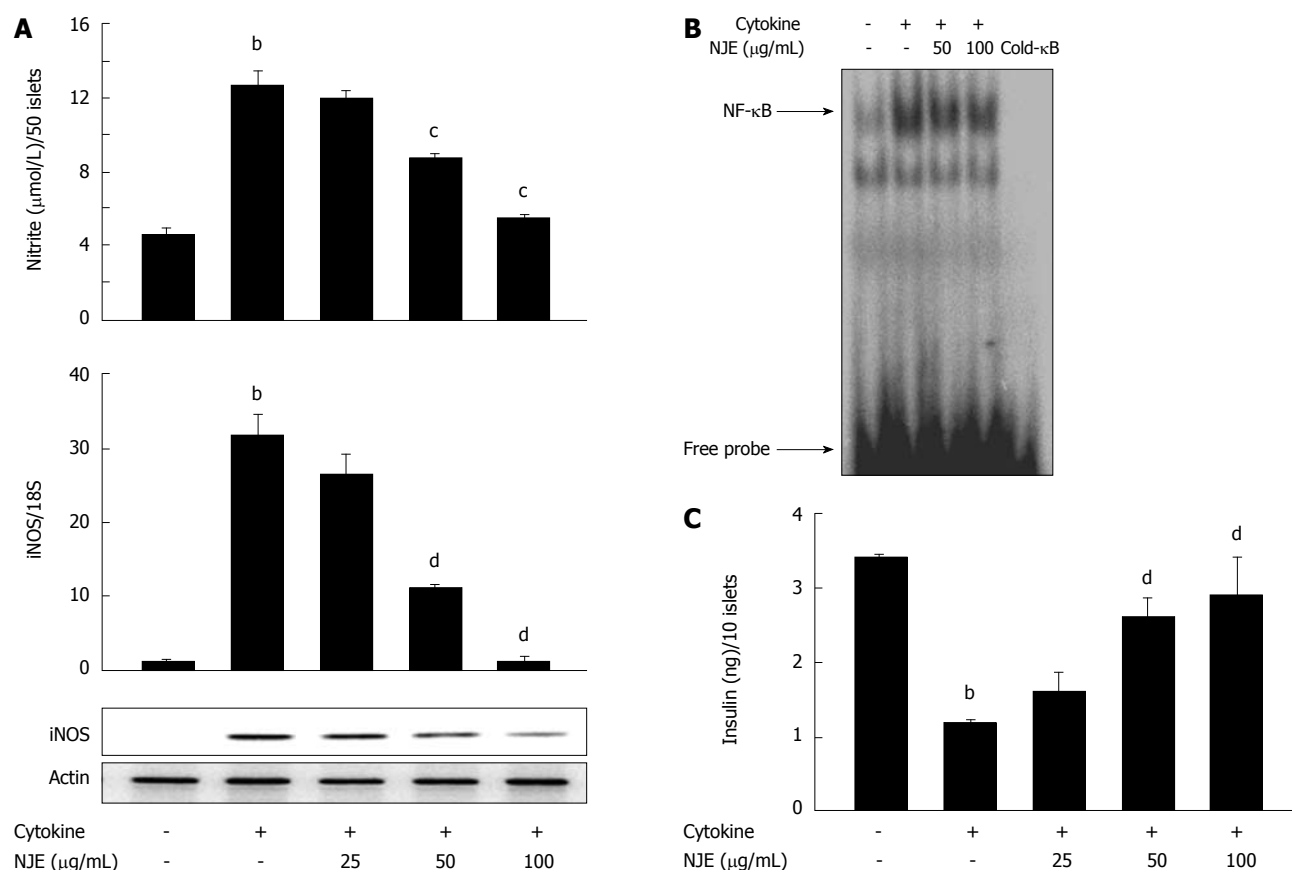 A
Nitrite (μmol/L)/50 islets
16
12
8
4
0
b
c
c
iNOS/18S
40
30
20
10
0
b
d
d
iNOS
Actin
Cytokine - + + + +
NJE (μg/mL) - - 25 50 100
B
Cytokine - + + +
NJE (μg/mL) - - 50 100 Cold-κB
NF-κB
Free probe
C
Insulin (ng)/10 islets
4
3
2
1
0
b
d
d
Cytokine - + + + +
NJE (μg/mL) - - 25 50 100